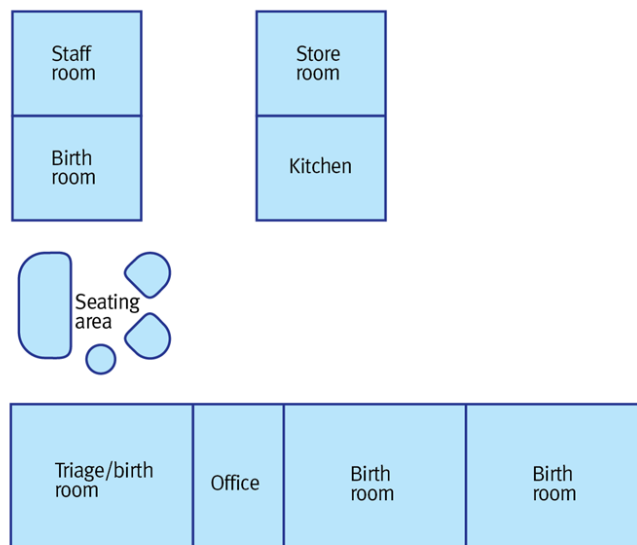 Staff
room
Store
room
Birth
room
Kitchen
Seating
area
Triage/birth
room
Office
Birth
room
Birth
room